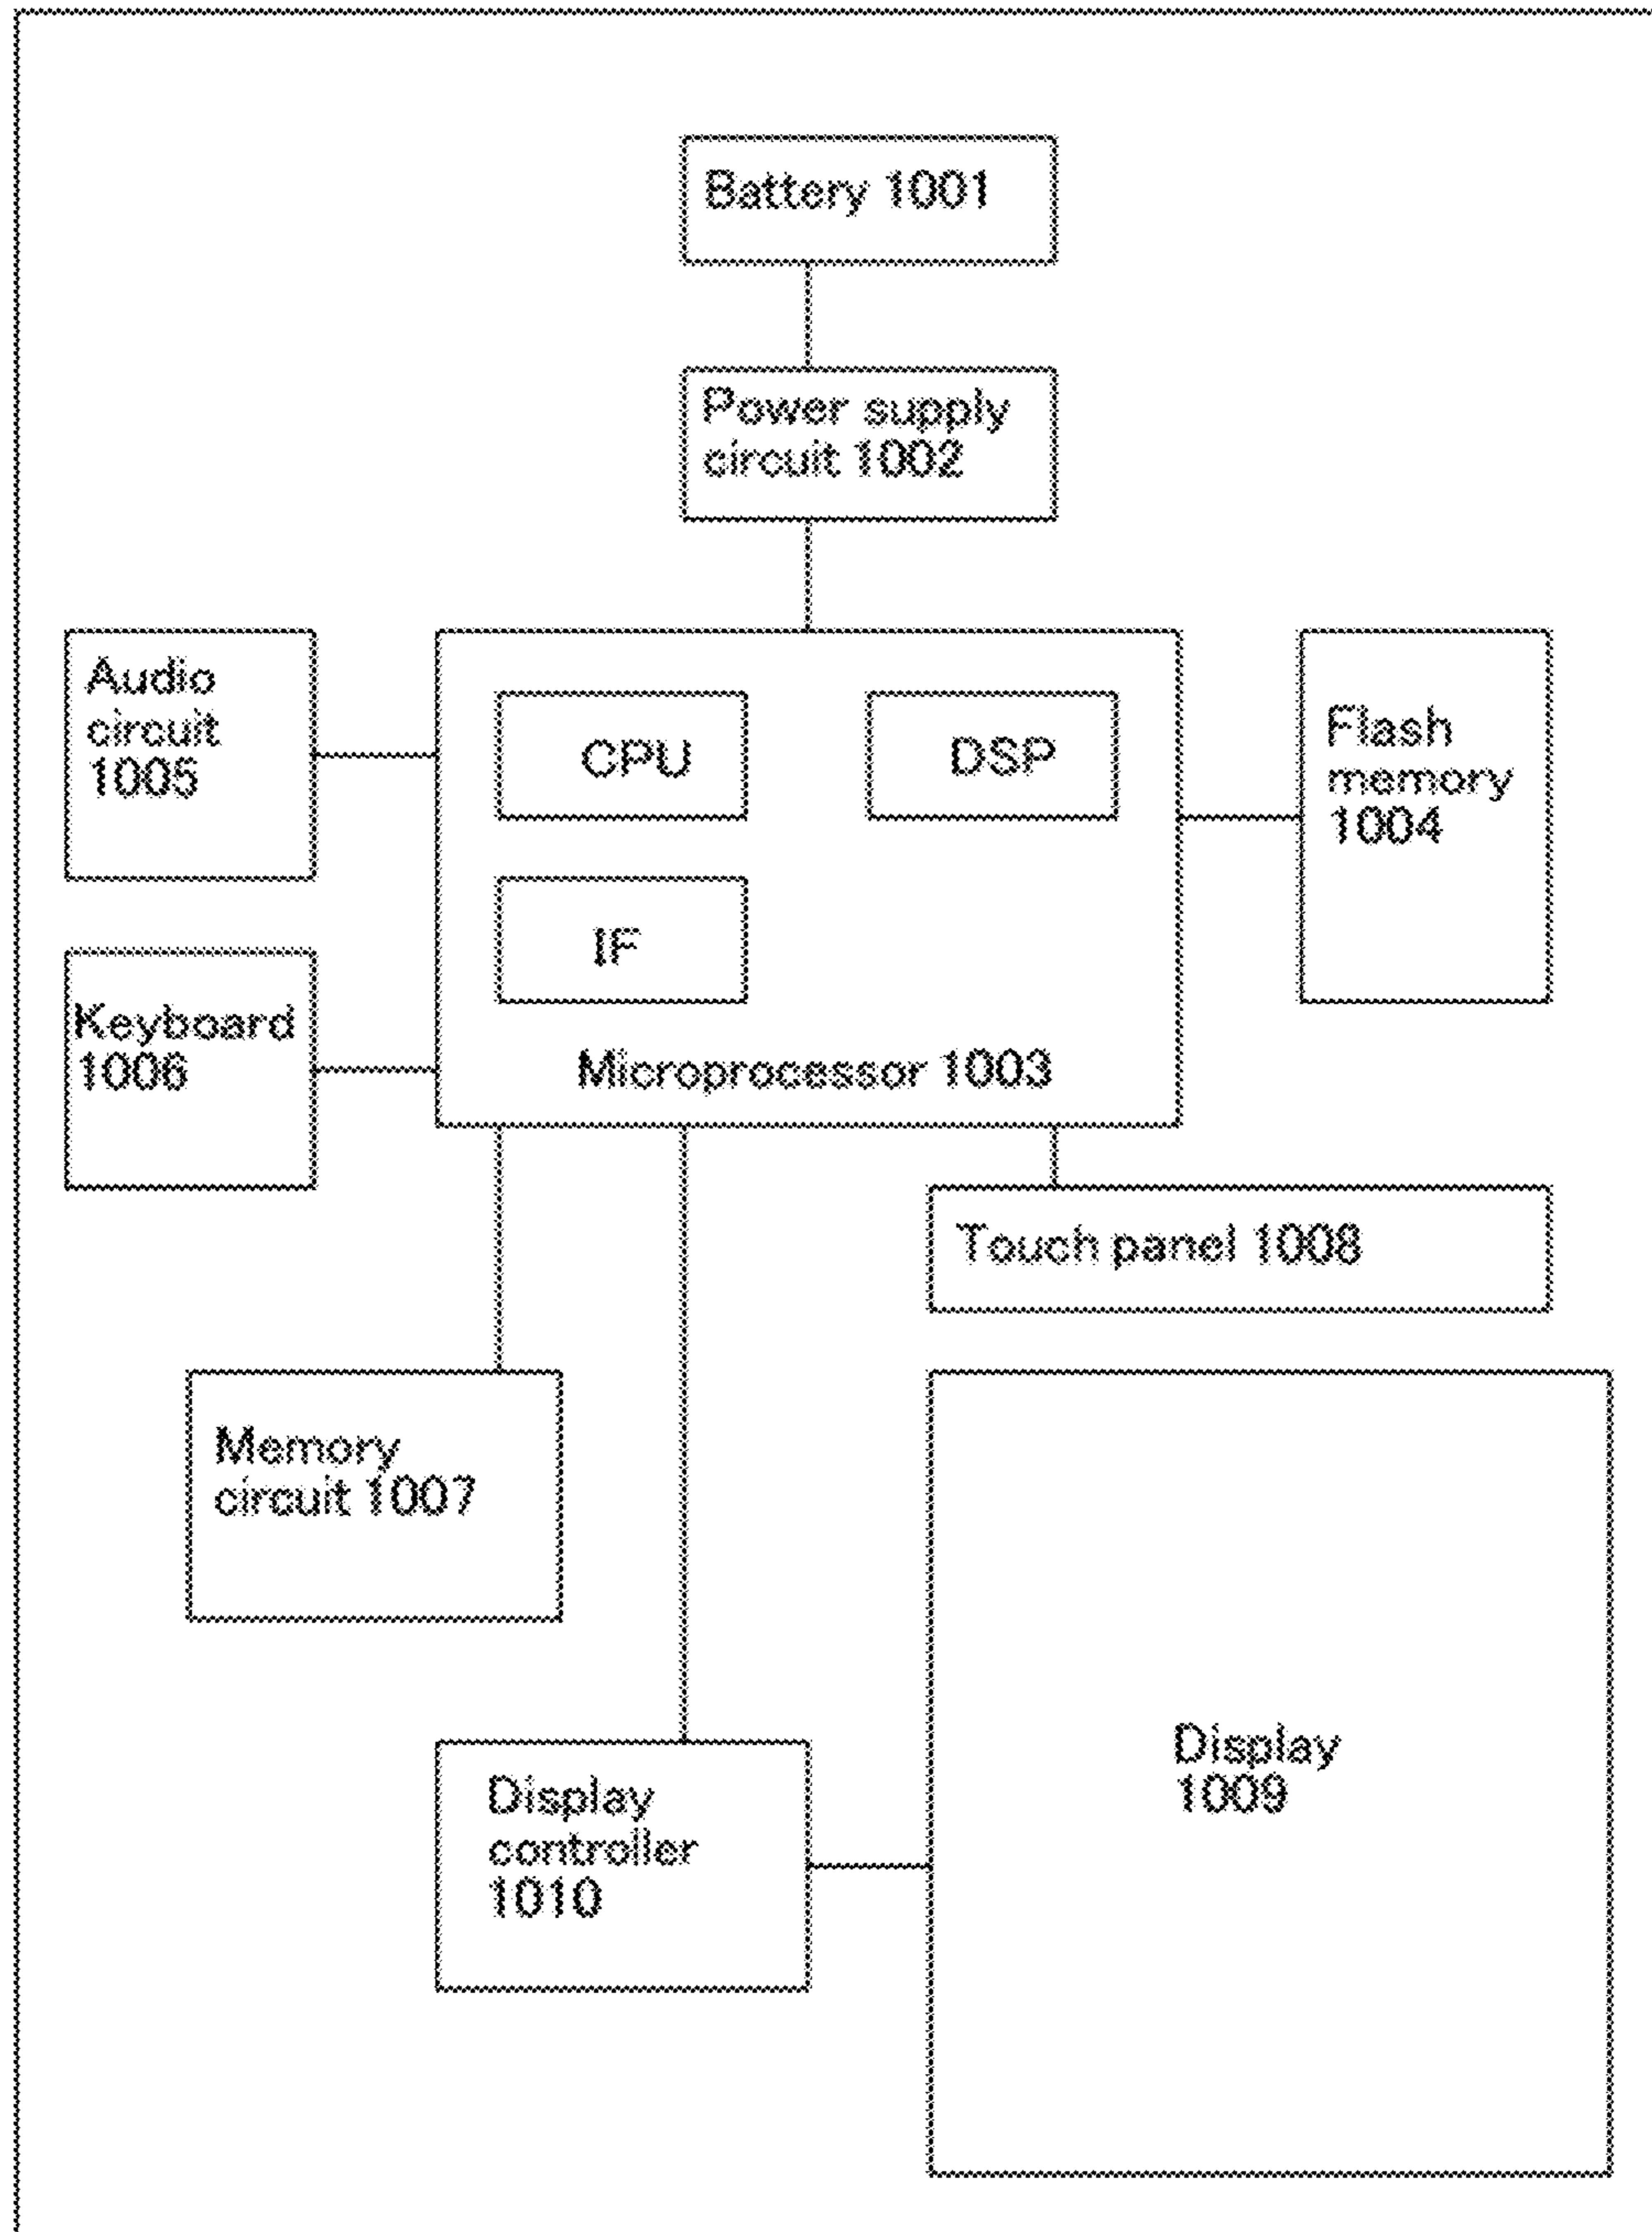 Battery 1001
Power supply
circuit 1002
Audio
circuit
1005
CPU
DSP
Flash
memory
1004
IF
Keyboard
1006
Microprocessor 1003
Touch panel 1008
Memory
circuit 1007
Display
1009
Display
controller
1010